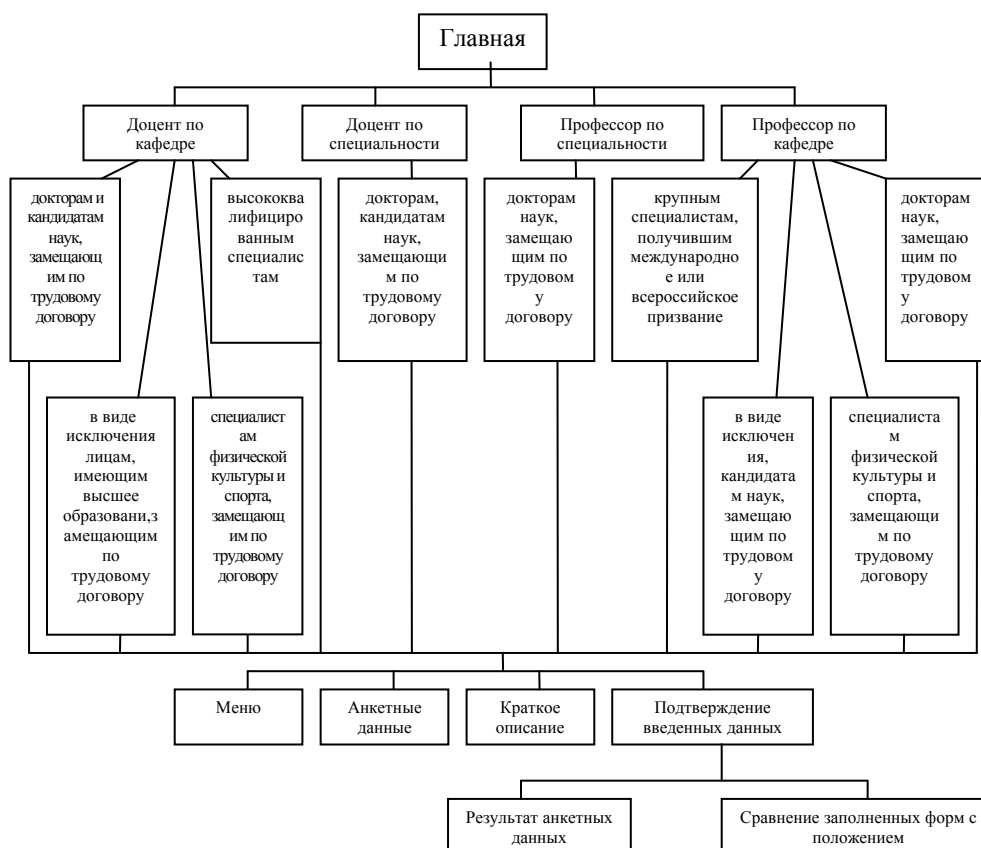 Главная
Доцент по
кафедре
Доцент по
специальности
Профессор по
специальности
Профессор по
кафедре
докторам и
кандидатам
наук,
замещающ
им по
трудовому
договору
высококва
лифициро
ванным
специалис
там
докторам,
кандидатам
наук,
замещающи
м по
трудовому
договору
докторам
наук,
замещаю
щим по
трудовом
у
договору
крупным
специалистам,
получившим
международно
е или
всероссийское
призвание
докторам
наук,
замещаю
щим по
трудовом
у
договору
в виде
исключения
лицам,
имеющим
высшее
образовани,з
амещающим
по
трудовому
договору
специалист
ам
физической
культуры и
спорта,
замещающ
им по
трудовому
договору
в виде
исключен
ия,
кандидата
м наук,
замещаю
щим по
трудовом
у
договору
специалиста
м
физической
культуры и
спорта,
замещающи
м по
трудовому
договору
Меню
Анкетные
данные
Краткое
описание
Подтверждение
введенных данных
Результат анкетных
данных
Сравнение заполненных форм с
положением